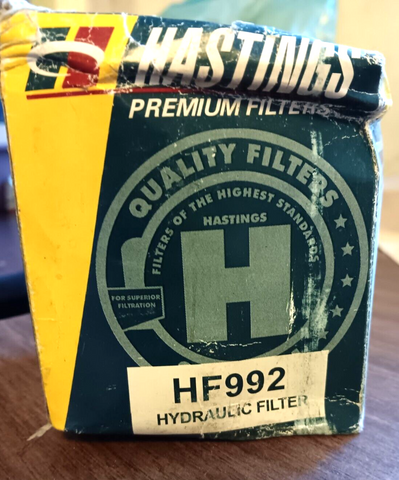 H HASTINGS
PREMIUM FILTERS
QUALITY FILTERS
FILTERS OF THE HIGHEST STANDARDS
HASTINGS
H
FOR SUPERIOR
FILTRATION
HF992
HYDRAULIC FILTER